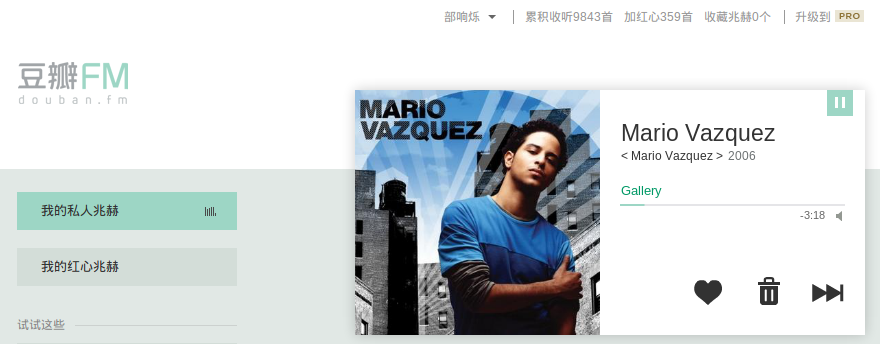 部响烁 累积收听9843首 加红心359首 收藏兆赫0个 升级到 PRO
豆瓣FM
douban.fm
MARIO
VAZQUEZ
Mario Vazquez
< Mario Vazquez > 2006
Gallery
-3:18
我的私人兆赫
我的红心兆赫
试试这些